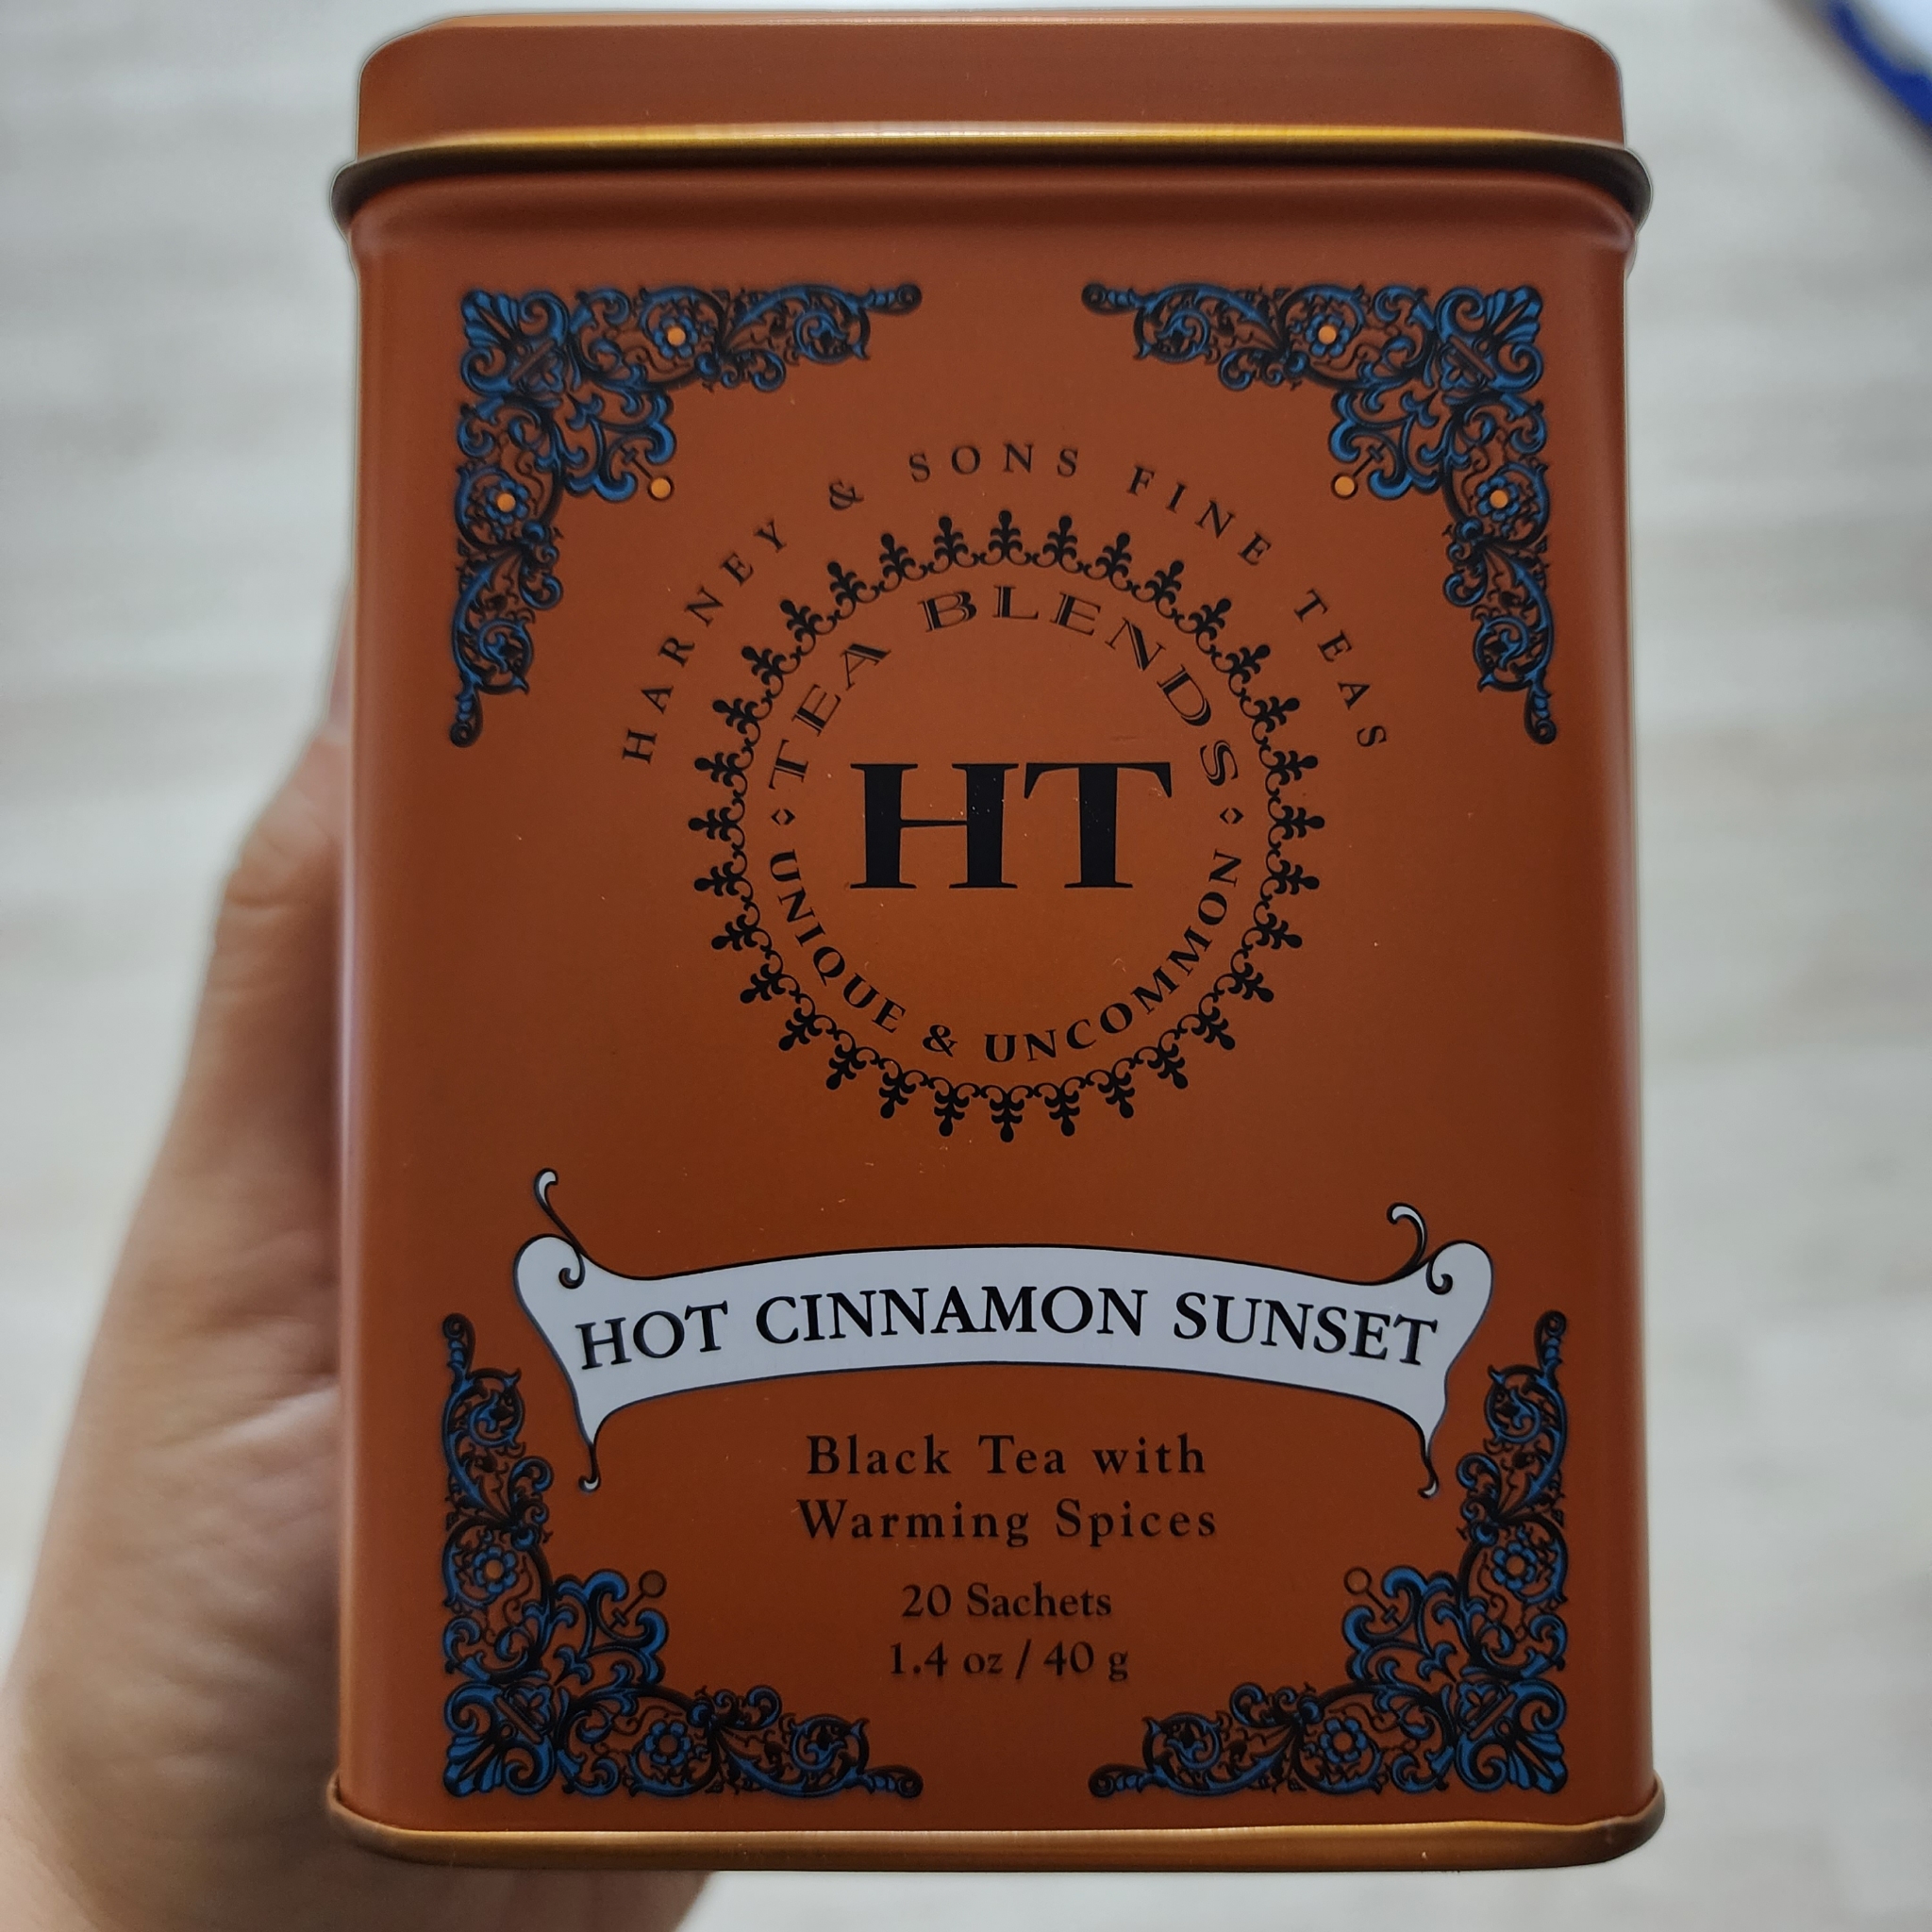 HARNEY & SONS FINE TEAS
TEA BLENDS
HT
UNIQUE & UNCOMMON
HOT CINNAMON SUNSET
Black Tea with
Warming Spices
20 Sachets
1.4 oz / 40 g